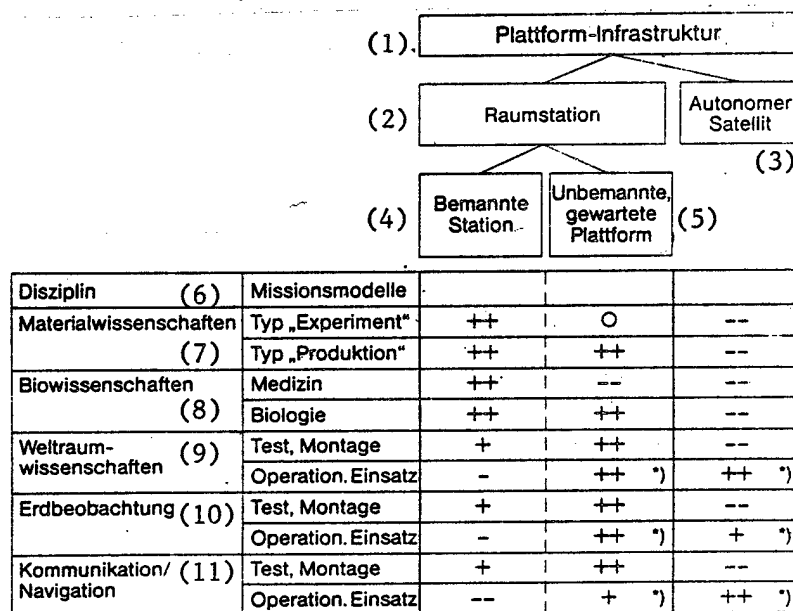 (1). Plattform-Infrastruktur
(2) Raumstation
Autonomer
Satellit
(3)
(4) Bemannte
Station
Unbemannte,
gewartete
Plattform
(5)
Disziplin (6) Missionsmodelle
Materialwissenschaften Typ „Experiment“ ++ O --
(7) Typ „Produktion“ ++ ++ --
Biowissenschaften Medizin ++ -- --
(8) Biologie ++ ++ --
Weltraum-
wissenschaften (9) Test, Montage + ++ --
Operation. Einsatz - ++ *) ++ *)
Erdbeobachtung (10) Test, Montage + ++ --
Operation. Einsatz - ++ *) + *)
Kommunikation/ (11) Test, Montage + ++ --
Navigation Operation. Einsatz -- + *) ++ *)